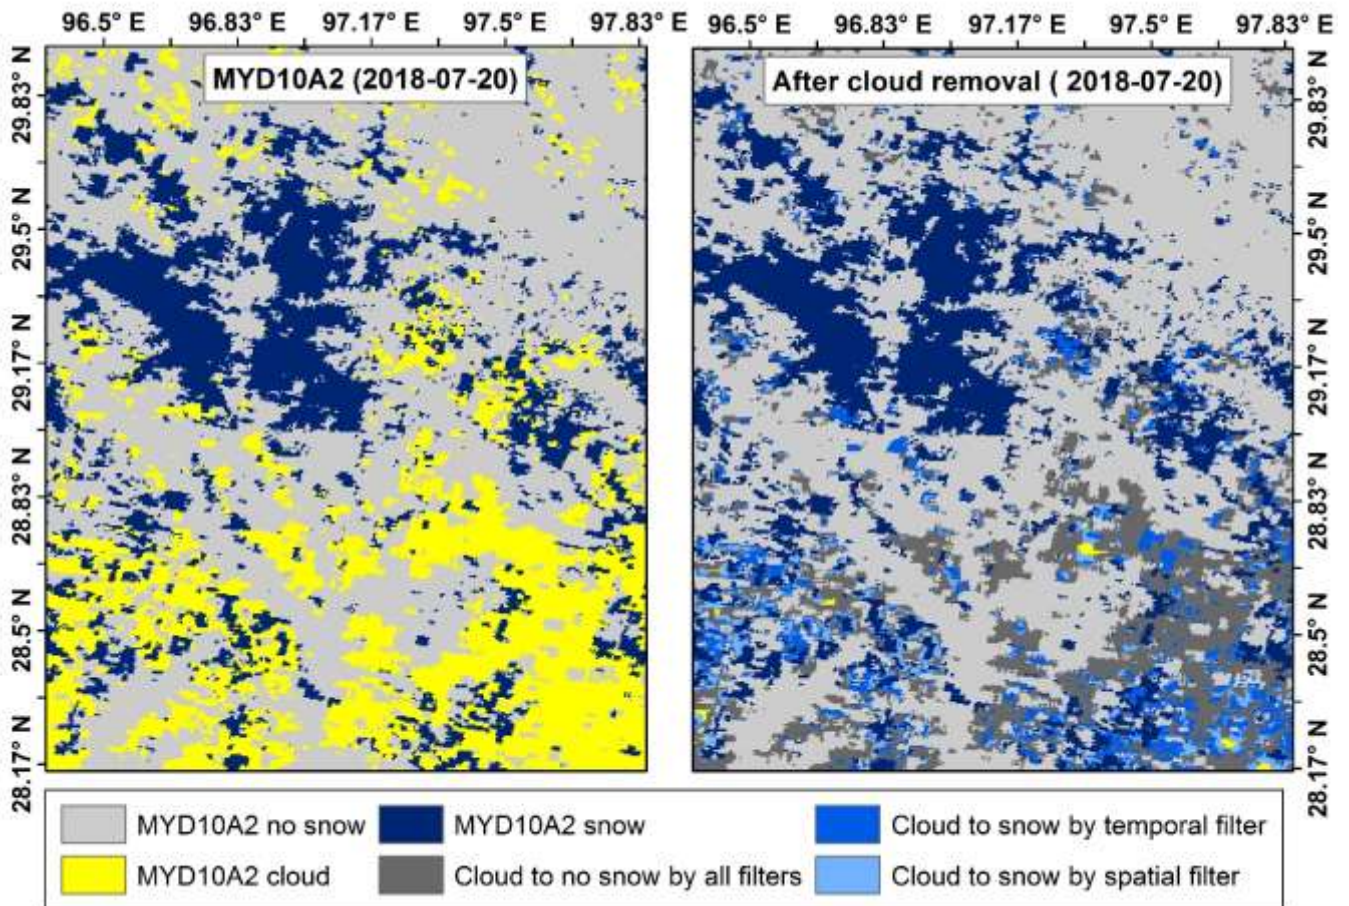 96.5° E 96.83° E 97.17° E 97.5° E 97.83° E
96.5° E 96.83° E 97.17° E 97.5° E 97.83° E
MYD10A2 (2018-07-20)
After cloud removal ( 2018-07-20)
29.83° N
29.5° N
29.17° N
28.83° N
28.5° N
28.17° N
29.83° N
29.5° N
29.17° N
28.83° N
28.5° N
28.17° N
MYD10A2 no snow
MYD10A2 snow
Cloud to snow by temporal filter
MYD10A2 cloud
Cloud to no snow by all filters
Cloud to snow by spatial filter